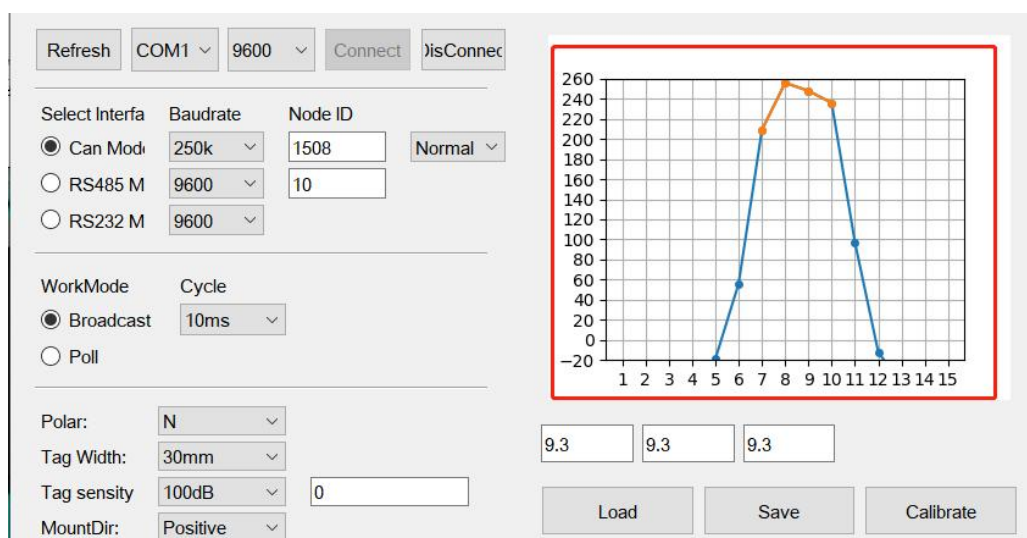 Refresh COM1 9600 Connect DisConnec
Select Interfa Baudrate Node ID
Can Mod 250k 1508 Normal
RS485 M 9600 10
RS232 M 9600
WorkMode Cycle
Broadcast 10ms
Poll
Polar: N
Tag Width: 30mm
Tag sensity 100dB 0
MountDir: Positive
260
240
220
200
180
160
140
120
100
80
60
40
20
0
−20
1 2 3 4 5 6 7 8 9 10 11 12 13 14 15
9.3 9.3 9.3
Load Save Calibrate